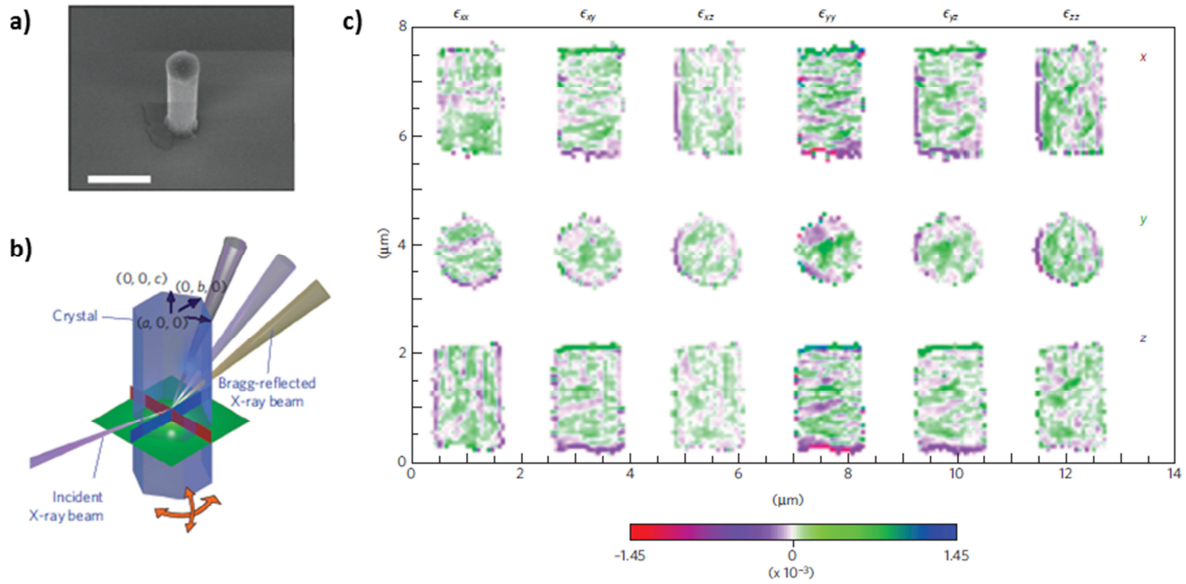 a)
b)
(0, 0, c)
(0, b, 0)
Crystal
(a, 0, 0)
Bragg-reflected
X-ray beam
Incident
X-ray beam
c)
ϵxx ϵxy ϵxz ϵyy ϵyz ϵzz
8
6
4
2
0
(μm)
x
y
z
0 2 4 6 8 10 12 14
(μm)
-1.45 0 1.45
(x 10⁻³)